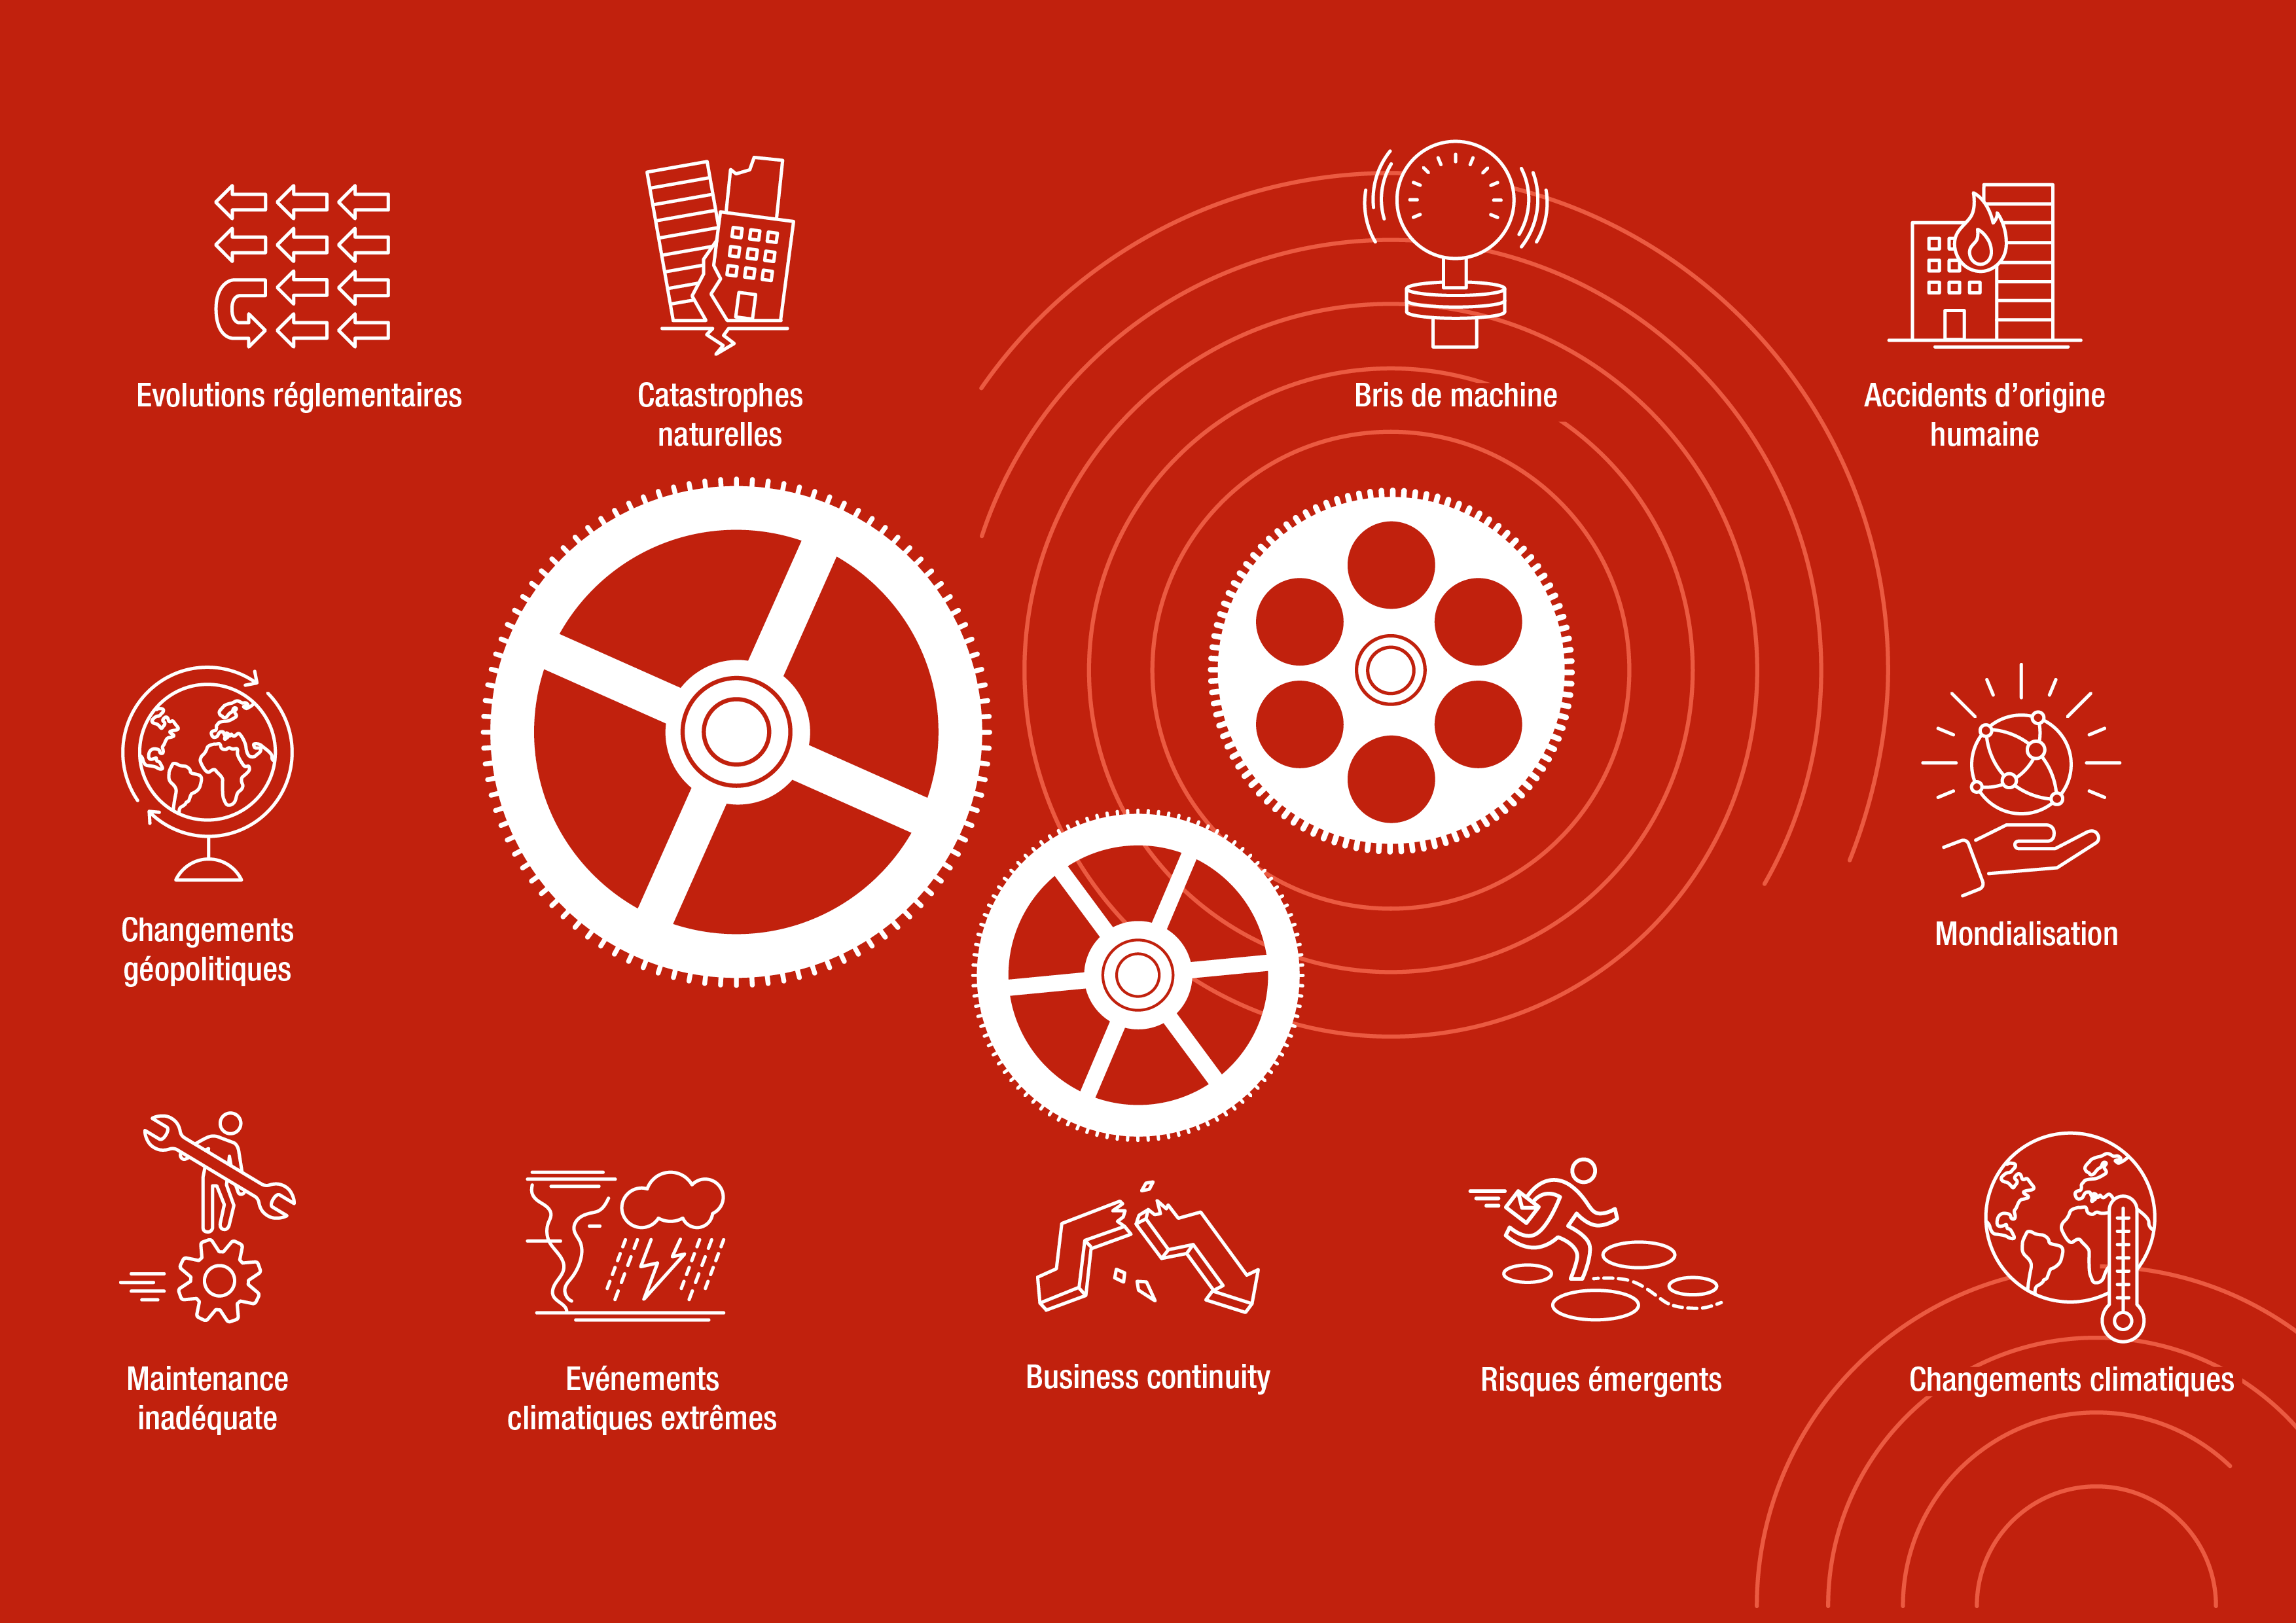 Evolutions réglementaires
Catastrophes
naturelles
Bris de machine
Accidents d’origine
humaine
Changements
géopolitiques
Mondialisation
Maintenance
inadéquate
Evénements
climatiques extrêmes
Business continuity
Risques émergents
Changements climatiques